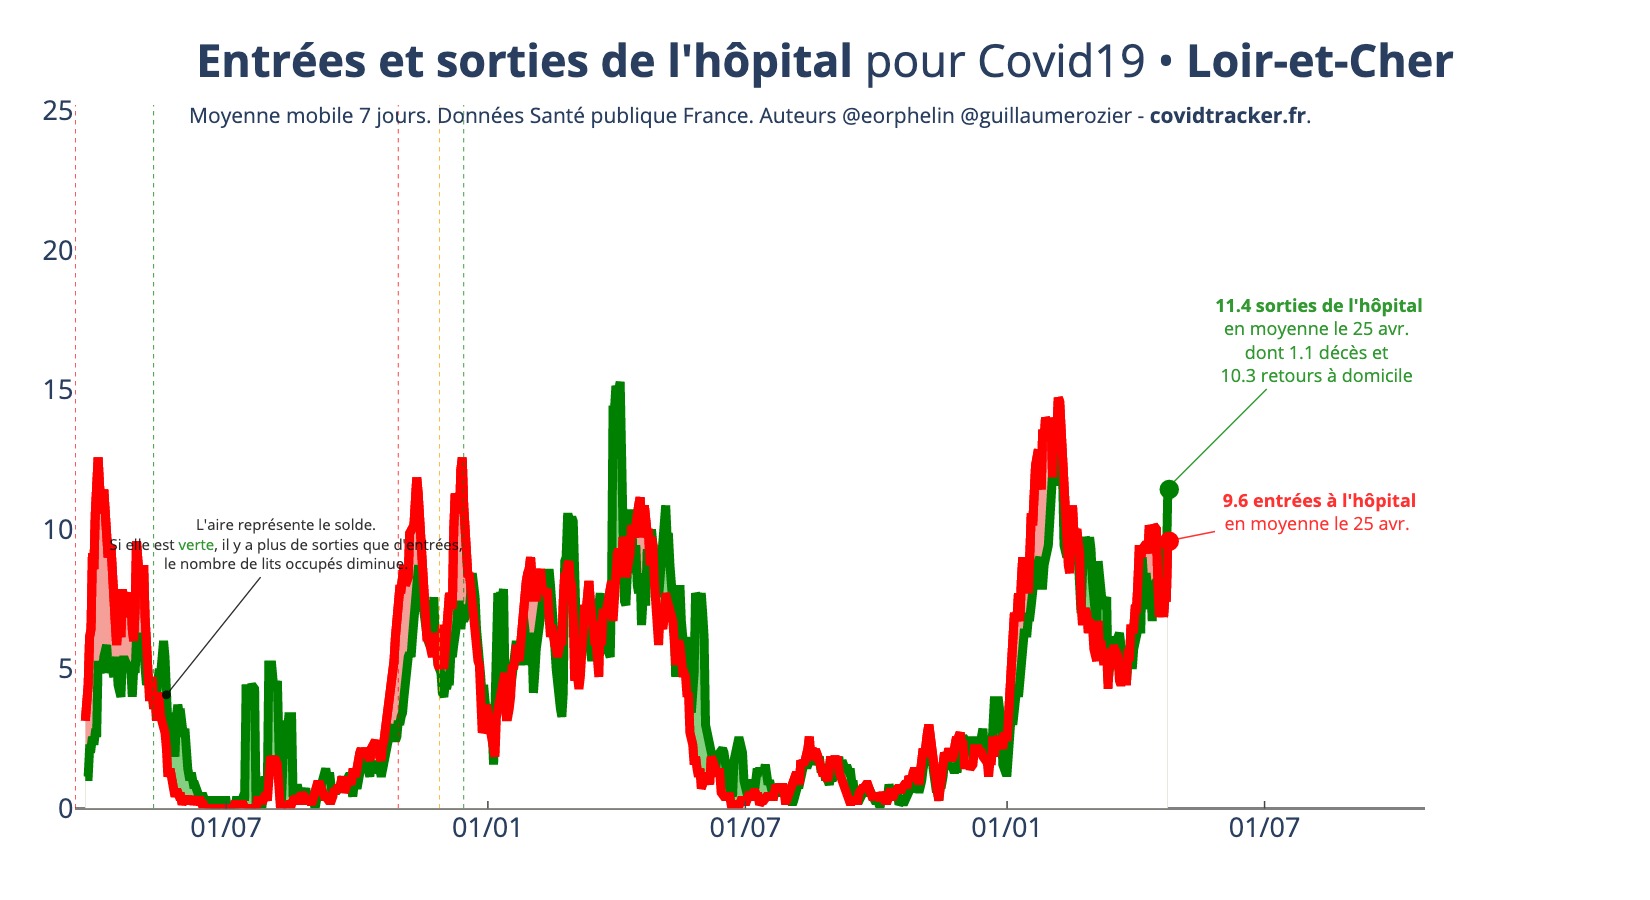 Entrées et sorties de l'hôpital pour Covid19 • Loir-et-Cher
Moyenne mobile 7 jours. Données Santé publique France. Auteurs @eorphelin @guillaumerozier - covidtracker.fr.
25
20
15
10
5
0
11.4 sorties de l'hôpital
en moyenne le 25 avr.
dont 1.1 décès et
10.3 retours à domicile
9.6 entrées à l'hôpital
en moyenne le 25 avr.
L'aire représente le solde.
Si elle est verte, il y a plus de sorties que d'entrées,
le nombre de lits occupés diminue.
01/07
01/01
01/07
01/01
01/07